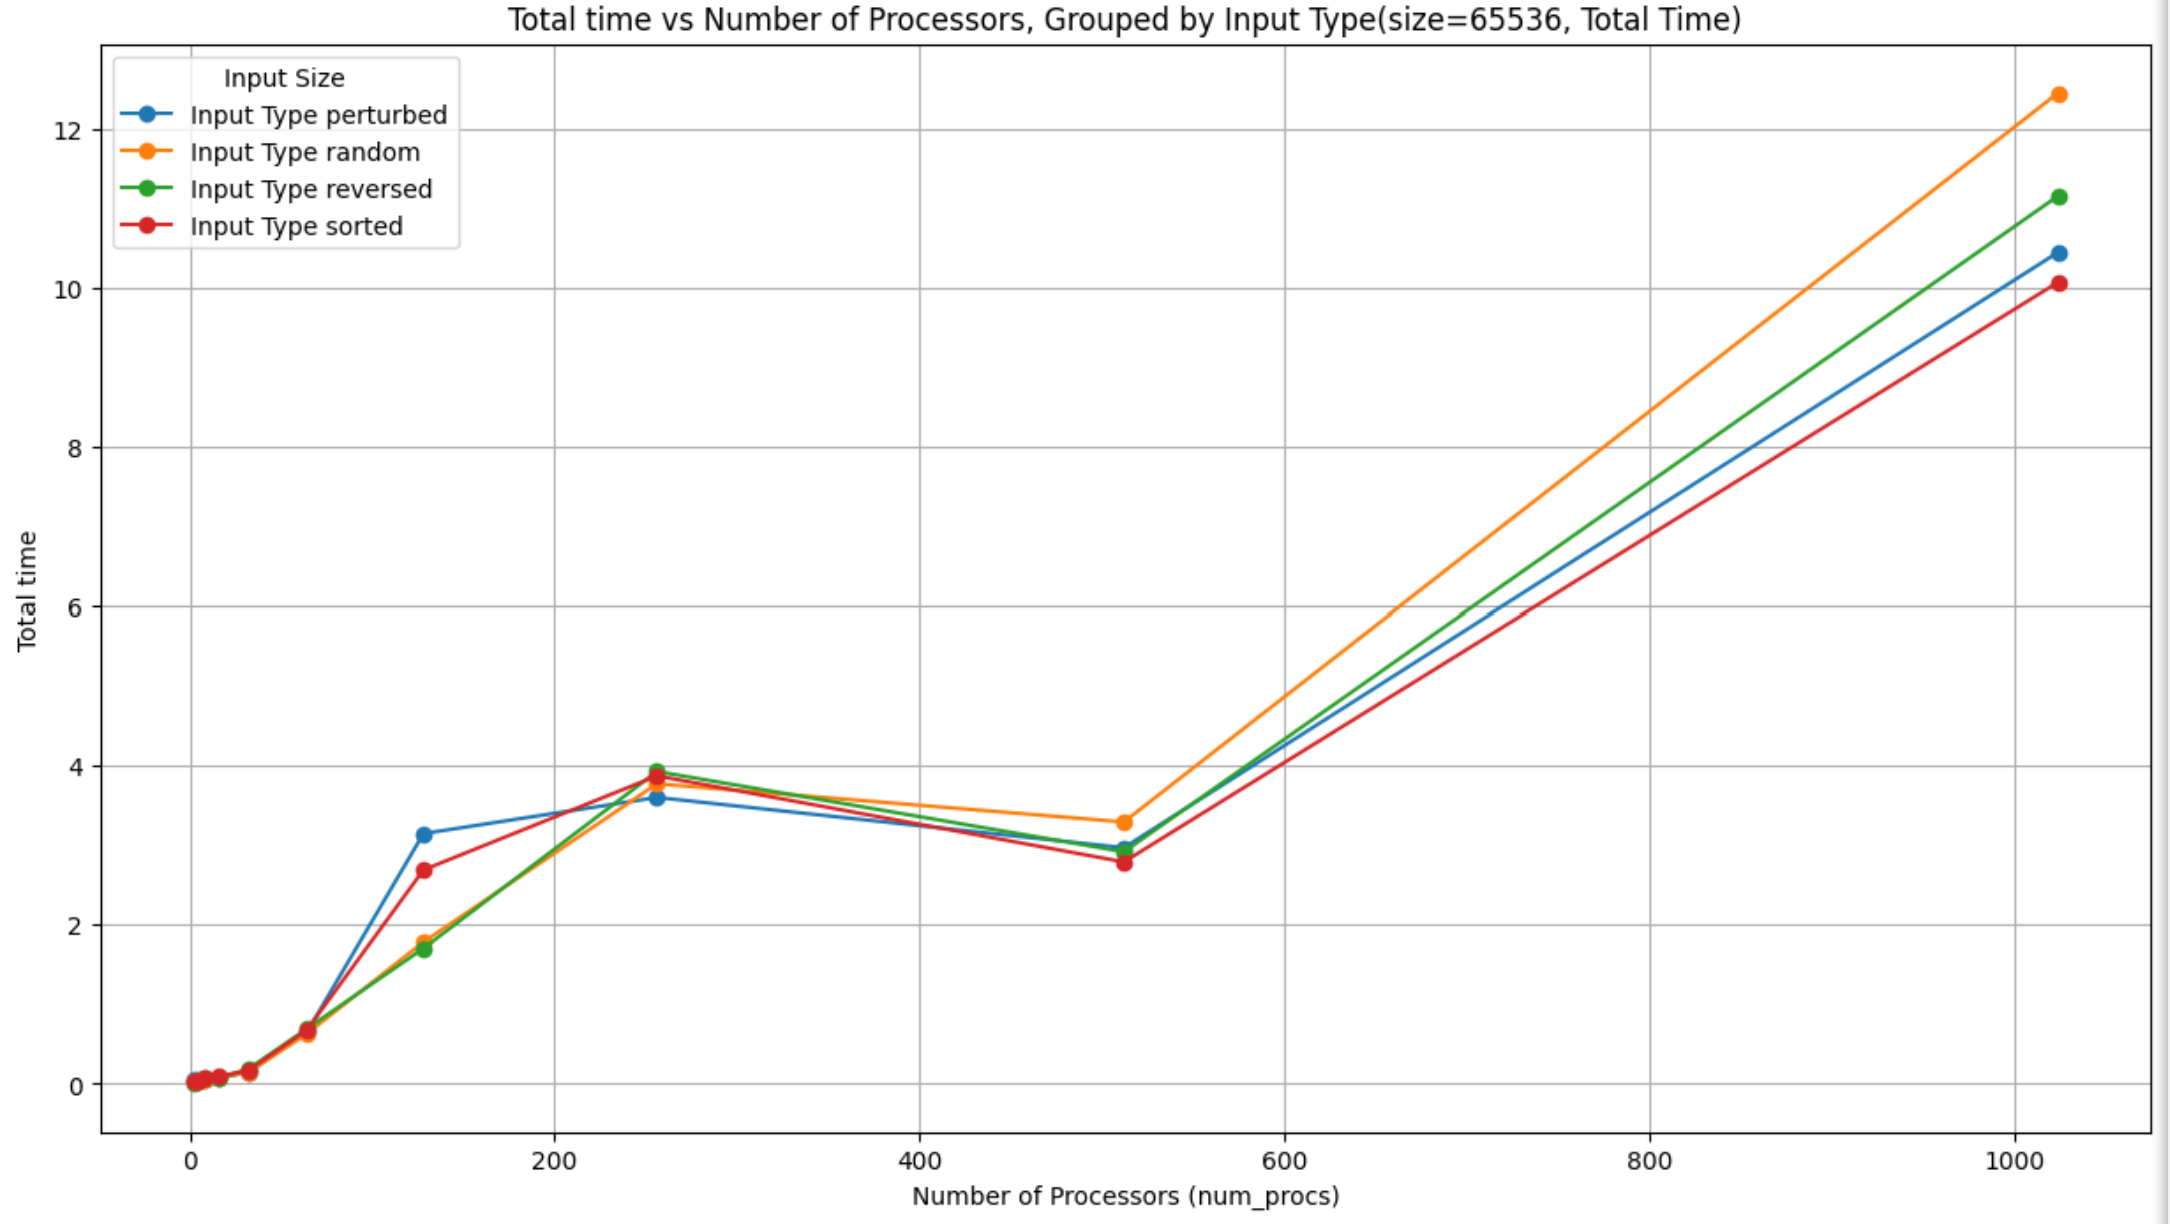 Total time vs Number of Processors, Grouped by Input Type(size=65536, Total Time)
Input Size
Input Type perturbed
Input Type random
Input Type reversed
Input Type sorted
12
10
8
6
4
2
0
Total time
0 200 400 600 800 1000
Number of Processors (num_procs)